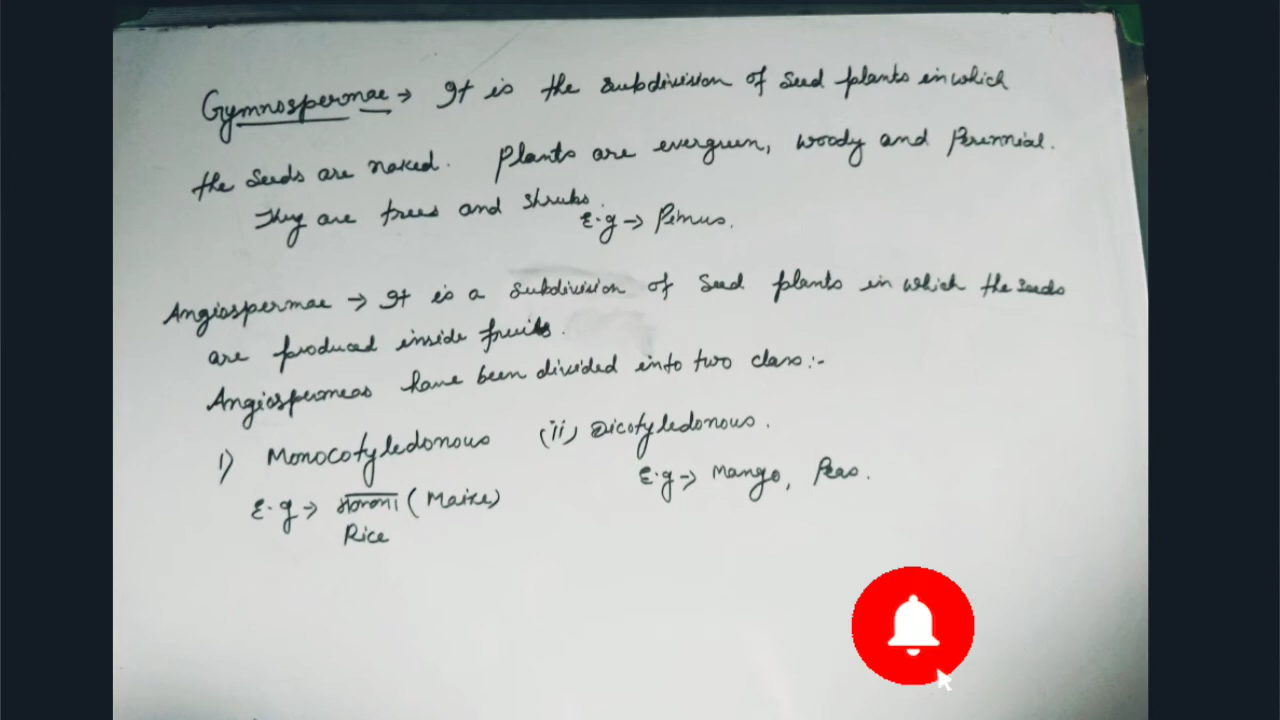 Gymnospermae → It is the subdivision of seed plants in which
the seeds are naked. Plants are evergreen, woody and Perennial.
They are trees and shrubs.
E.g → Pinus.
Angiospermae → It is a subdivision of seed plants in which the seeds
are produced inside fruits.
Angiospermeas have been divided into two class:-
1) Monocotyledonous (ii) Dicotyledonous.
E.g → (Maize) E.g → Mango, Peas.
Rice